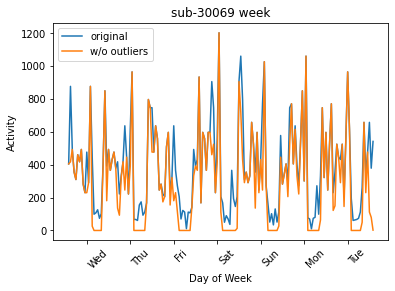 sub-30069 week
original
w/o outliers
1200
1000
800
600
400
200
0
Activity
Wed
Thu
Fri
Sat
Sun
Mon
Tue
Day of Week